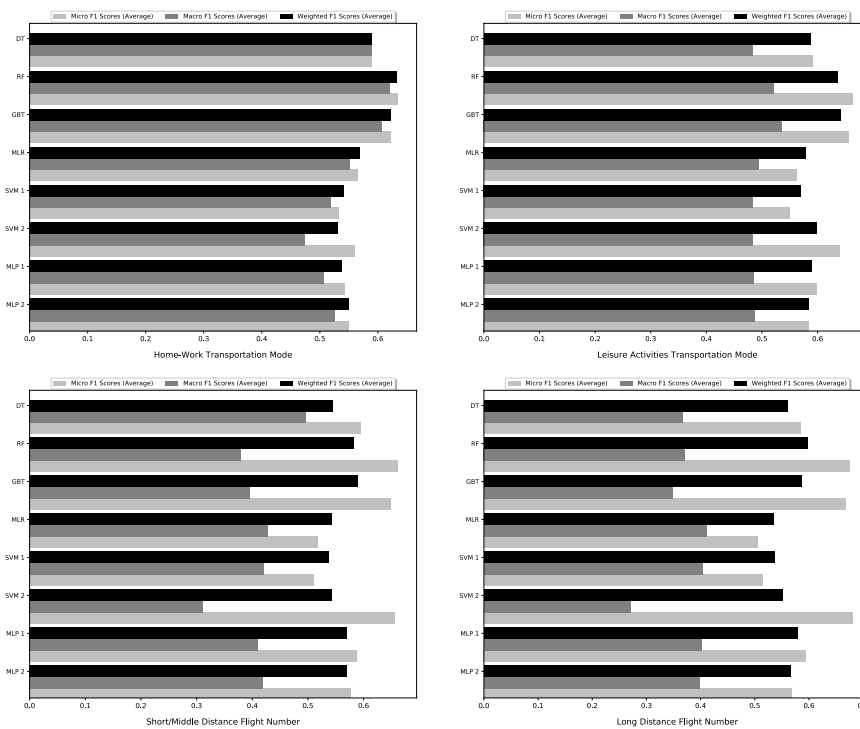 Micro F1 Scores (Average) Macro F1 Scores (Average) Weighted F1 Scores (Average)
DT
RF
GBT
MLR
SVM 1
SVM 2
MLP 1
MLP 2
0.0 0.1 0.2 0.3 0.4 0.5 0.6
Home-Work Transportation Mode
Micro F1 Scores (Average) Macro F1 Scores (Average) Weighted F1 Scores (Average)
DT
RF
GBT
MLR
SVM 1
SVM 2
MLP 1
MLP 2
0.0 0.1 0.2 0.3 0.4 0.5 0.6
Leisure Activities Transportation Mode
Micro F1 Scores (Average) Macro F1 Scores (Average) Weighted F1 Scores (Average)
DT
RF
GBT
MLR
SVM 1
SVM 2
MLP 1
MLP 2
0.0 0.1 0.2 0.3 0.4 0.5 0.6
Short/Middle Distance Flight Number
Micro F1 Scores (Average) Macro F1 Scores (Average) Weighted F1 Scores (Average)
DT
RF
GBT
MLR
SVM 1
SVM 2
MLP 1
MLP 2
0.0 0.1 0.2 0.3 0.4 0.5 0.6
Long Distance Flight Number